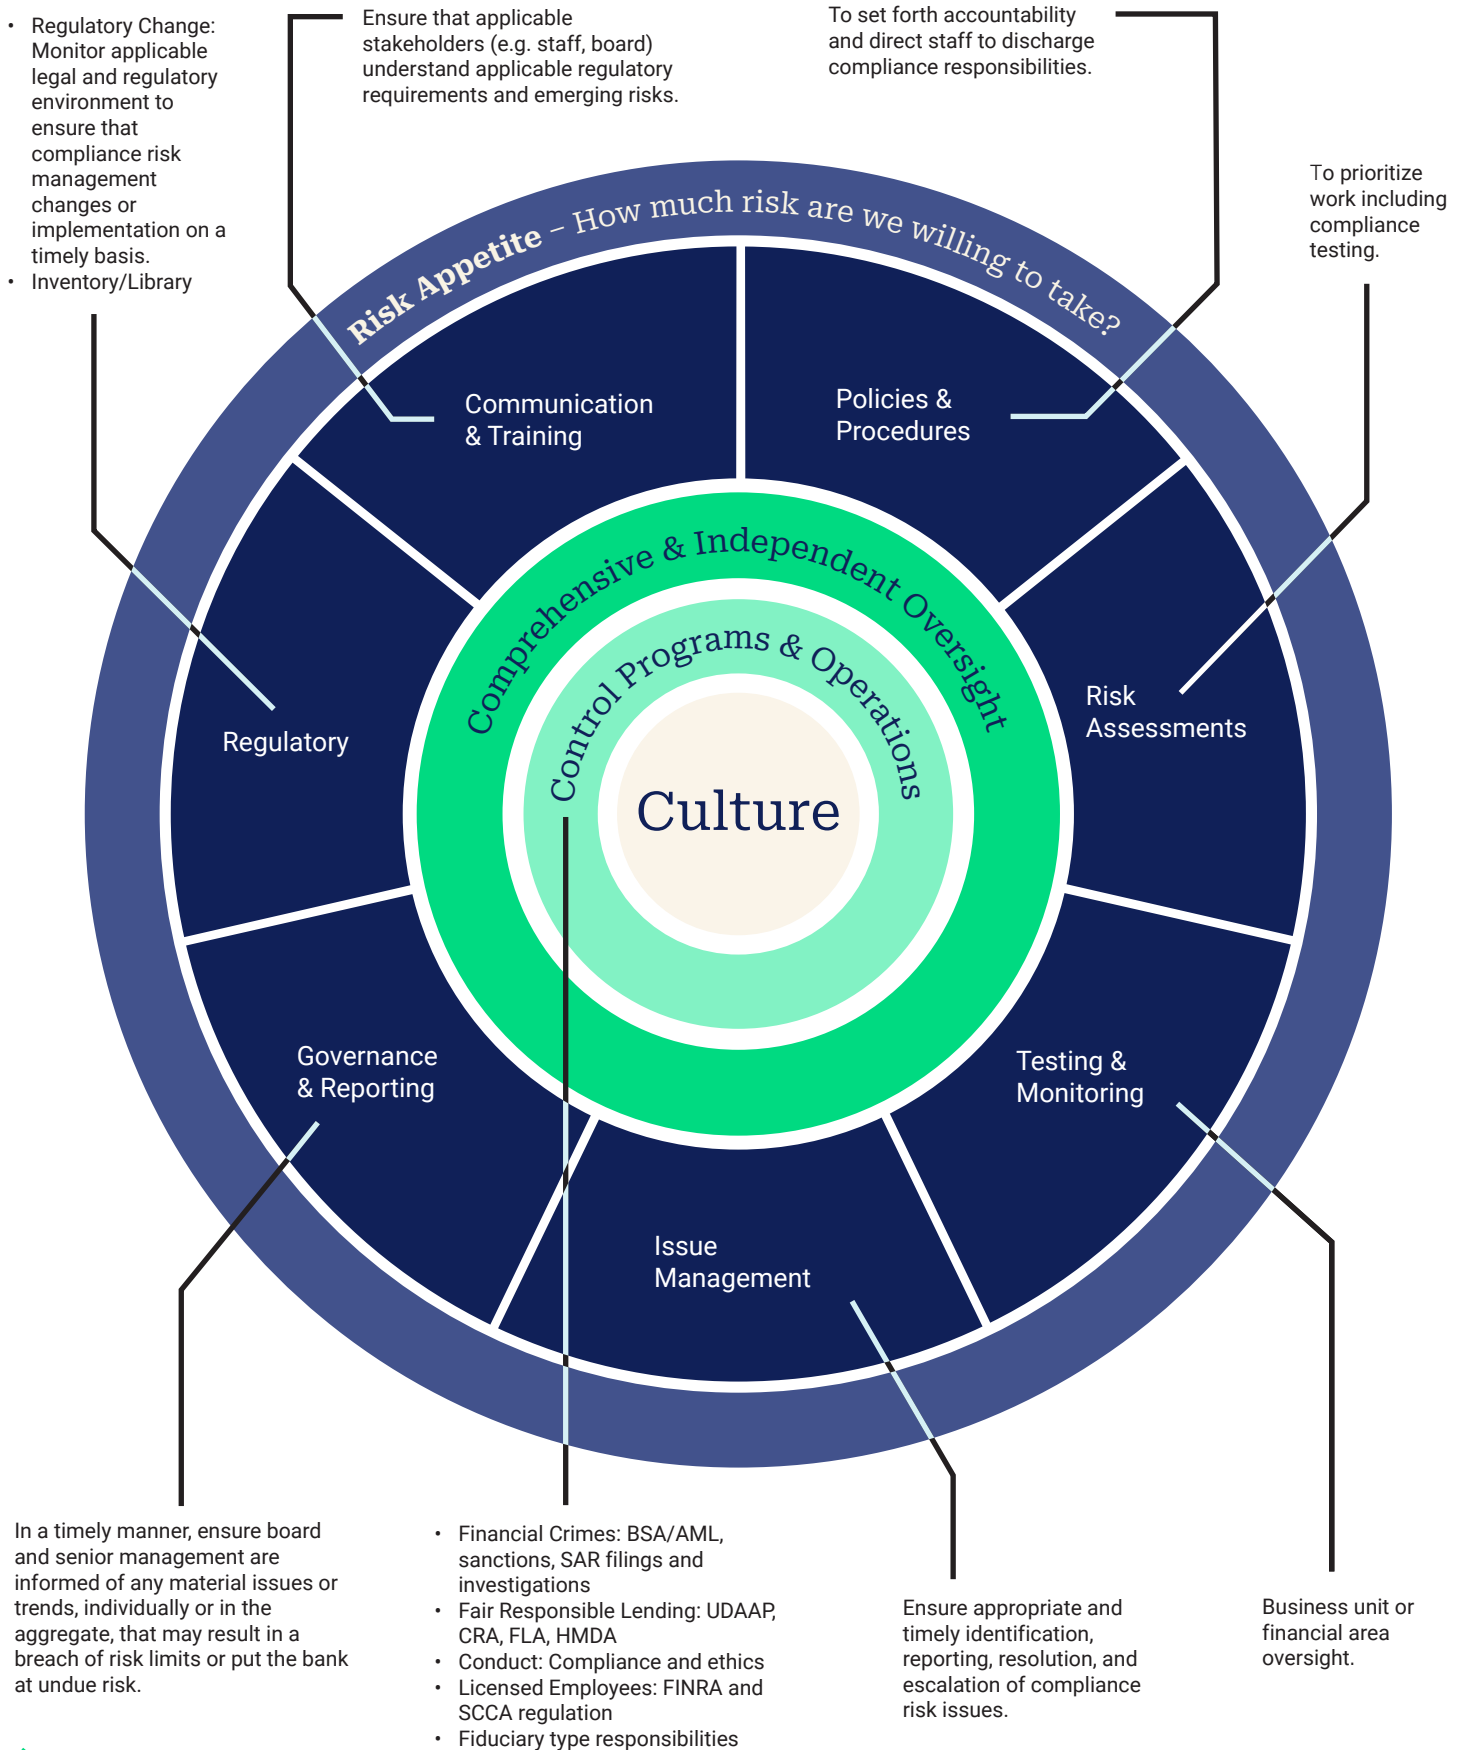 • Regulatory Change:
Monitor applicable
legal and regulatory
environment to
ensure that
compliance risk
management
changes or
implementation on a
timely basis.
• Inventory/Library
Ensure that applicable
stakeholders (e.g. staff, board)
understand applicable regulatory
requirements and emerging risks.
To set forth accountability
and direct staff to discharge
compliance responsibilities.
To prioritize
work including
compliance
testing.
Risk Appetite – How much risk are we willing to take?
Communication
& Training
Policies &
Procedures
Comprehensive & Independent Oversight
Control Programs & Operations
Culture
Regulatory
Risk
Assessments
Governance
& Reporting
Testing &
Monitoring
Issue
Management
In a timely manner, ensure board
and senior management are
informed of any material issues or
trends, individually or in the
aggregate, that may result in a
breach of risk limits or put the bank
at undue risk.
• Financial Crimes: BSA/AML,
sanctions, SAR filings and
investigations
• Fair Responsible Lending: UDAAP,
CRA, FLA, HMDA
• Conduct: Compliance and ethics
• Licensed Employees: FINRA and
SCCA regulation
• Fiduciary type responsibilities
Ensure appropriate and
timely identification,
reporting, resolution, and
escalation of compliance
risk issues.
Business unit or
financial area
oversight.